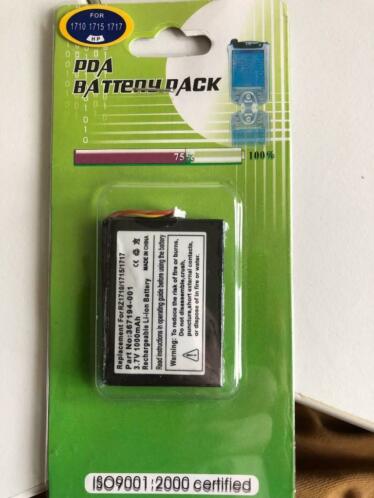 FOR
1710 1715 1717
HP
PDA
BATTERY PACK
75%
100%
Replacement For RZ1710/1715/1717
Part No:367194-001 MADE IN CHINA
3.7V 1000mAh
Rechargeable Li-ion Battery
Read instructions in operating guide before using the battery.
Warning: To reduce the risk of fire or burns,
Do not disassemble,crush,
puncture,short external contacts,
or dispose of in fire or water.
ISO9001:2000 certified